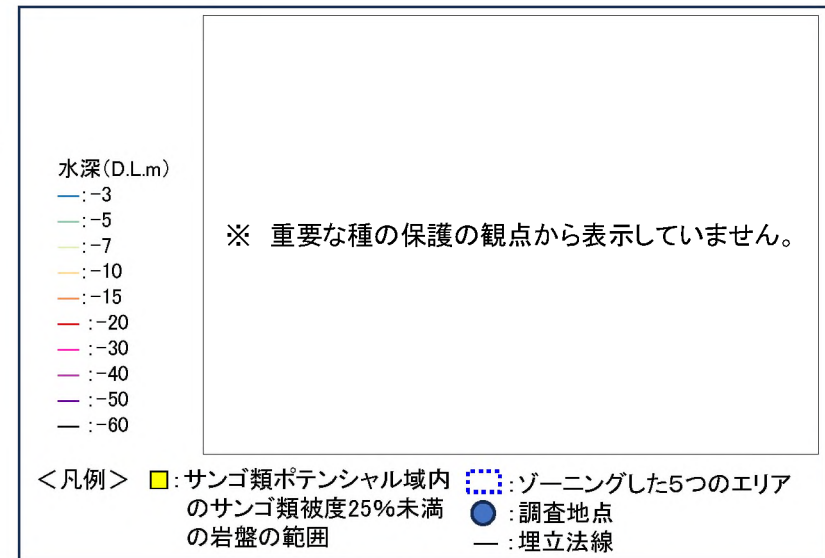 水深(D.L.m)
―:-3
―:-5
―:-7
―:-10
―:-15
―:-20
―:-30
―:-40
―:-50
―:-60
※ 重要な種の保護の観点から表示していません。
<凡例>
:サンゴ類ポテンシャル域内
のサンゴ類被度25%未満
の岩盤の範囲
:ゾーニングした5つのエリア
:調査地点
―:埋立法線